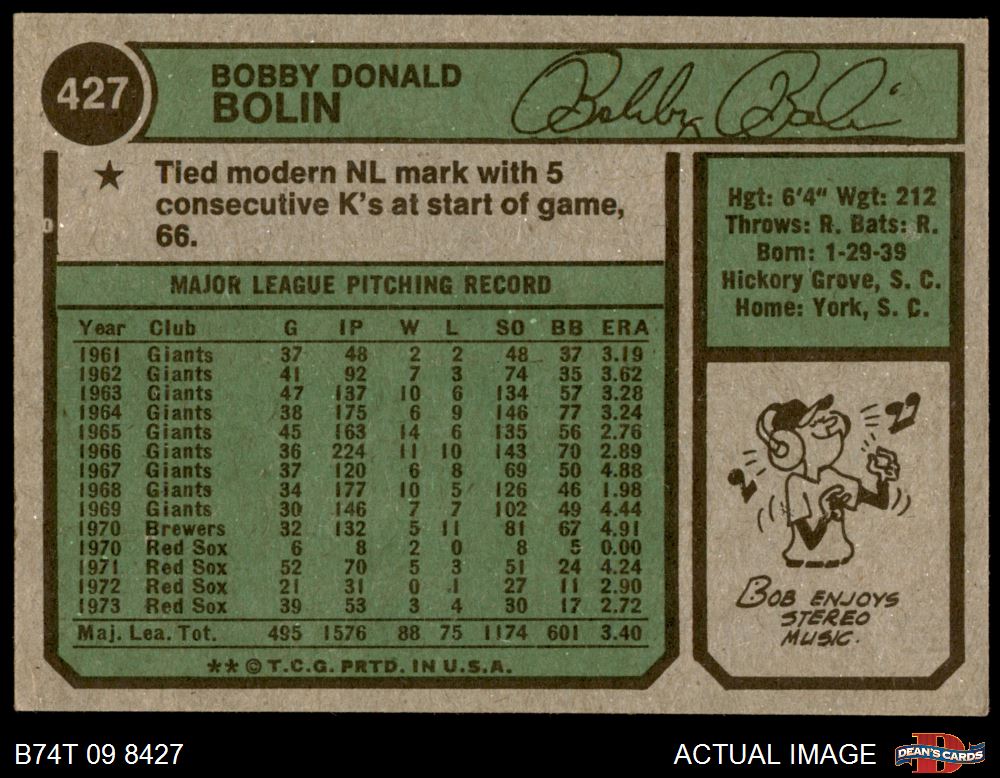 427
BOBBY DONALD
BOLIN
Bobby Bolin
★ Tied modern NL mark with 5
consecutive K's at start of game,
66.
MAJOR LEAGUE PITCHING RECORD
Year Club G IP W L SO BB ERA
1961 Giants 37 48 2 2 48 37 3.19
1962 Giants 41 92 7 3 74 35 3.62
1963 Giants 47 137 10 6 134 57 3.28
1964 Giants 38 175 6 9 146 77 3.24
1965 Giants 45 163 14 6 135 56 2.76
1966 Giants 36 224 11 10 143 70 2.89
1967 Giants 37 120 6 8 69 50 4.88
1968 Giants 34 177 10 5 126 46 1.98
1969 Giants 30 146 7 7 102 49 4.44
1970 Brewers 32 132 5 11 81 67 4.91
1970 Red Sox 6 8 2 0 8 5 0.00
1971 Red Sox 52 70 5 3 51 24 4.24
1972 Red Sox 21 31 0 1 27 11 2.90
1973 Red Sox 39 53 3 4 30 17 2.72
Maj. Lea. Tot. 495 1576 88 75 1174 601 3.40
** © T.C.G. PRTD. IN U.S.A.
Hgt: 6'4" Wgt: 212
Throws: R. Bats: R.
Born: 1-29-39
Hickory Grove, S. C.
Home: York, S. C.
BOB ENJOYS
STEREO
MUSIC.
B74T 09 8427
ACTUAL IMAGE
DEAN'S CARDS